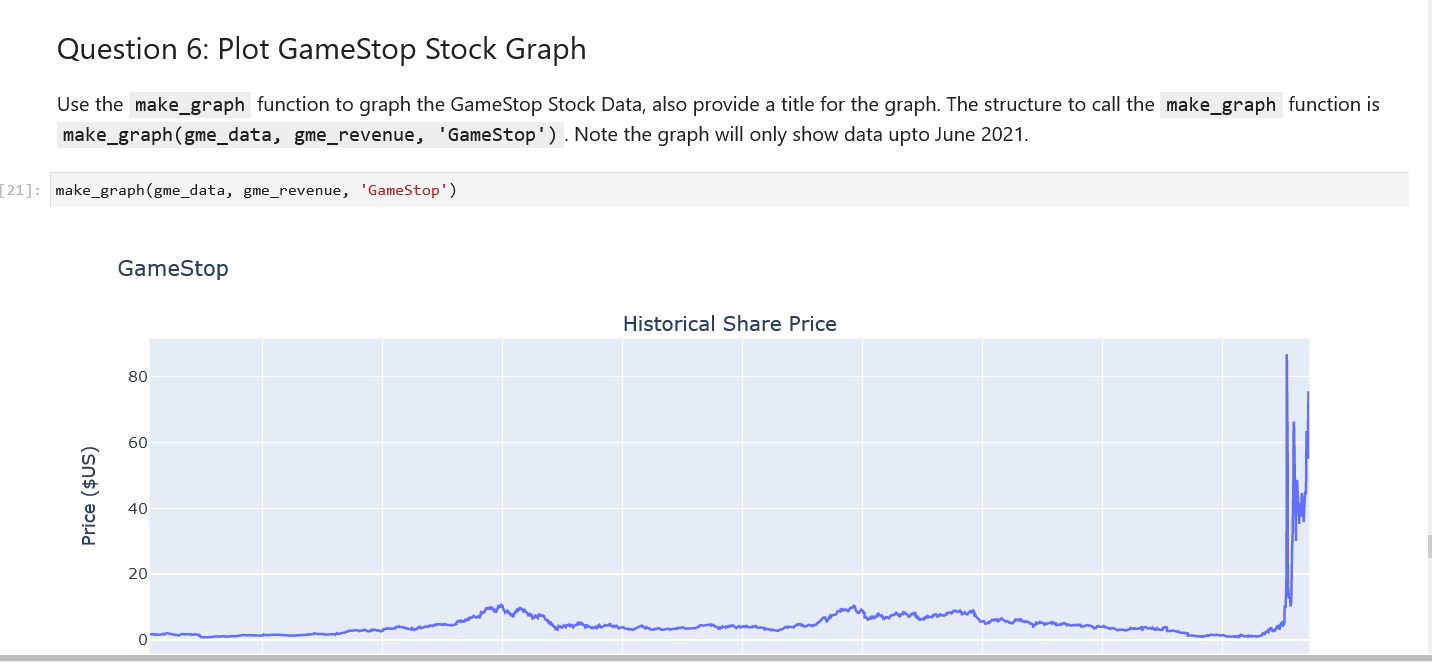 Question 6: Plot GameStop Stock Graph
Use the make_graph function to graph the GameStop Stock Data, also provide a title for the graph. The structure to call the make_graph function is
make_graph(gme_data, gme_revenue, 'GameStop') . Note the graph will only show data upto June 2021.
[21]: make_graph(gme_data, gme_revenue, 'GameStop')
GameStop
Historical Share Price
80
60
40
20
0
Price ($US)